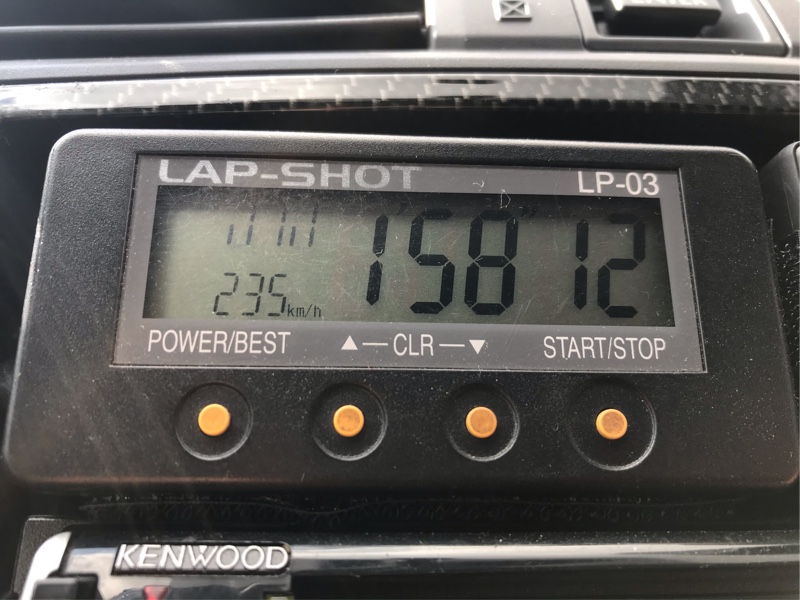 LAP-SHOT LP-03
1'58"12
235km/h
POWER/BEST ▲ — CLR — ▼ START/STOP
KENWOOD